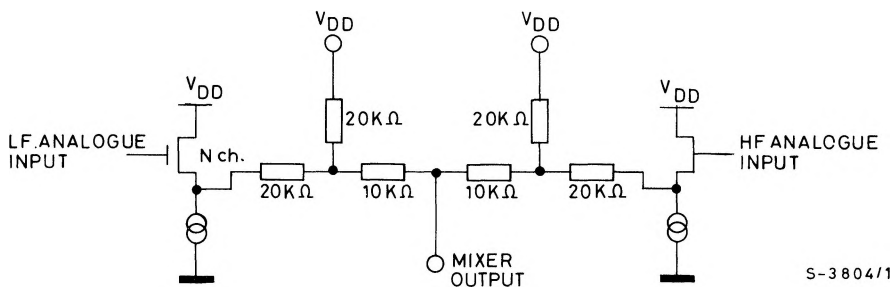 VDD
VDD
VDD
VDD
20KΩ
20KΩ
LF.ANALOGUE
INPUT
N ch.
HF ANALOGUE
INPUT
20KΩ
10KΩ
10KΩ
20KΩ
MIXER
OUTPUT
S-3804/1